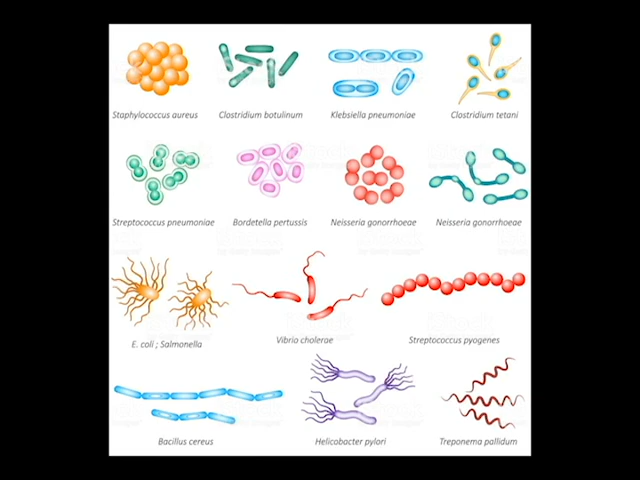 Staphylococcus aureus
Clostridium botulinum
Klebsiella pneumoniae
Clostridium tetani
Streptococcus pneumoniae
Bordetella pertussis
Neisseria gonorrhoeae
Neisseria gonorrhoeae
E. coli ; Salmonella
Vibrio cholerae
Streptococcus pyogenes
Bacillus cereus
Helicobacter pylori
Treponema pallidum